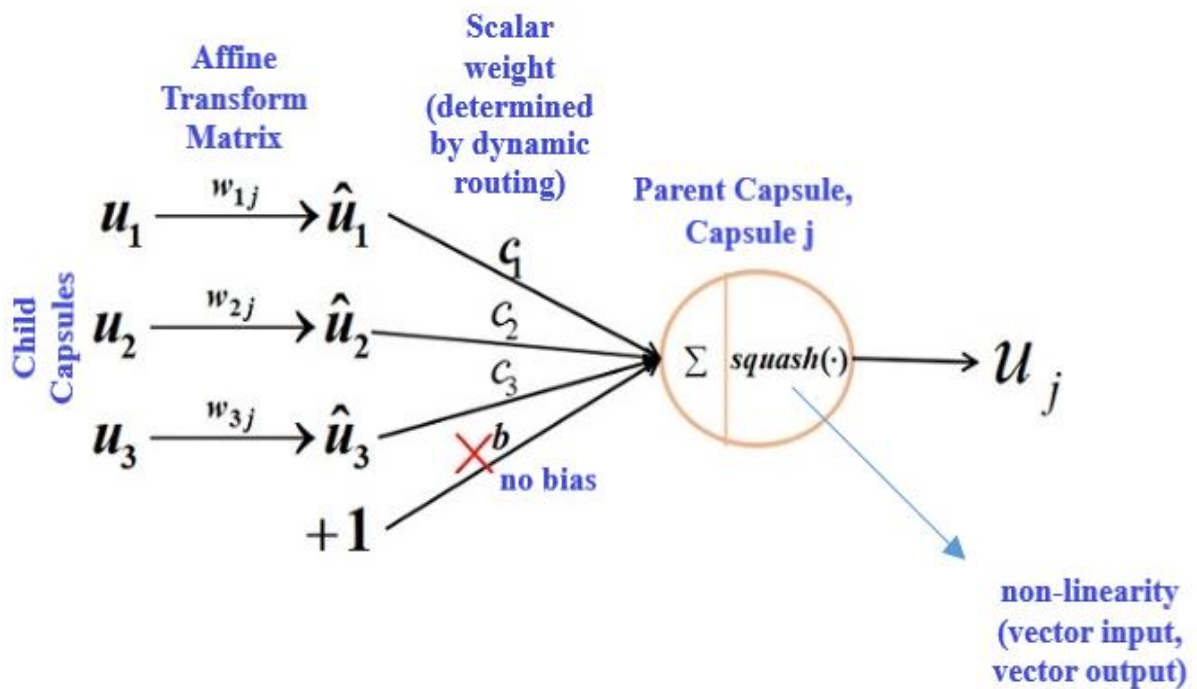 Affine
Transform
Matrix
Scalar
weight
(determined
by dynamic
routing)
Parent Capsule,
Capsule j
Child
Capsules
u₁ w₁ⱼ û₁ c₁
u₂ w₂ⱼ û₂ c₂
u₃ w₃ⱼ û₃ c₃
+1 b
no bias
∑ squash(·)
uⱼ
non-linearity
(vector input,
vector output)